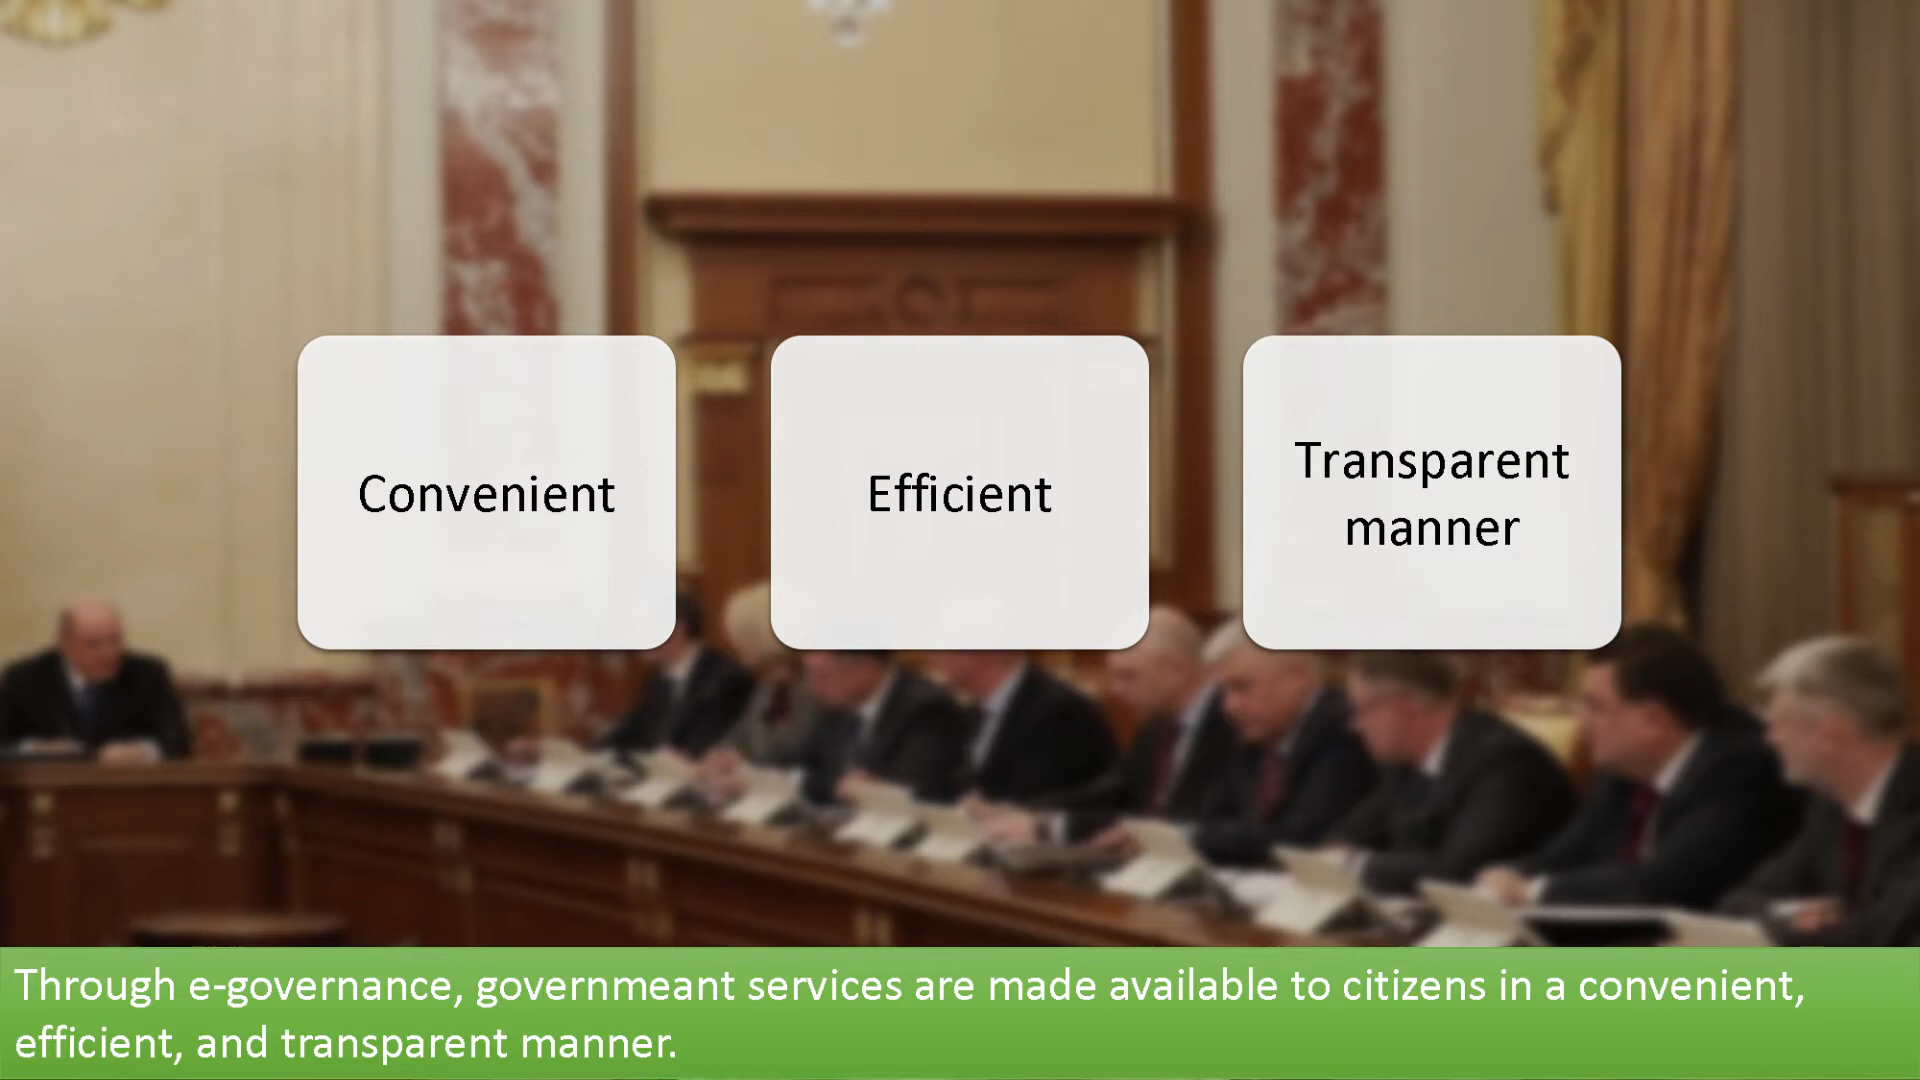 Convenient
Efficient
Transparent
manner
Through e-governance, governmeant services are made available to citizens in a convenient,
efficient, and transparent manner.